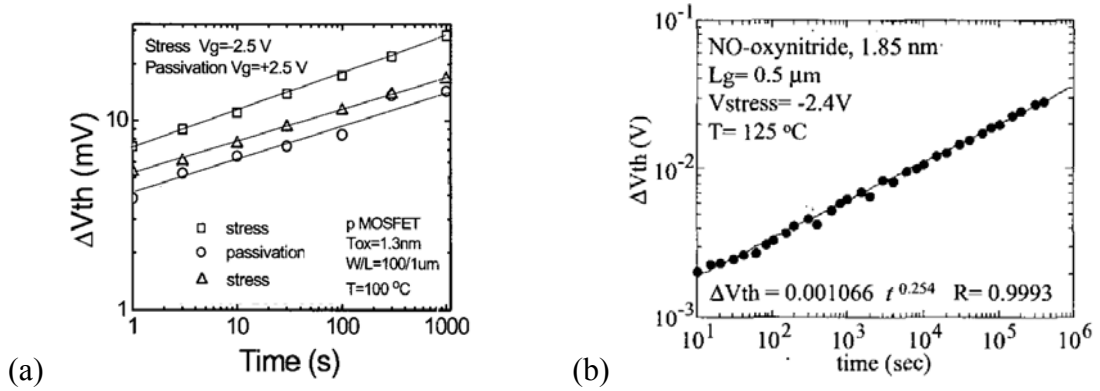 Stress Vg=-2.5 V
Passivation Vg=+2.5 V
10
1
ΔVth (mV)
□ stress
○ passivation
△ stress
p MOSFET
Tox=1.3nm
W/L=100/1um
T=100 °C
1 10 100 1000
Time (s)
(a)
10⁻¹
10⁻²
10⁻³
ΔVth (V)
NO-oxynitride, 1.85 nm
Lg= 0.5 μm
Vstress= -2.4V
T= 125 °C
ΔVth = 0.001066 t^0.254 R= 0.9993
10¹ 10² 10³ 10⁴ 10⁵ 10⁶
time (sec)
(b)